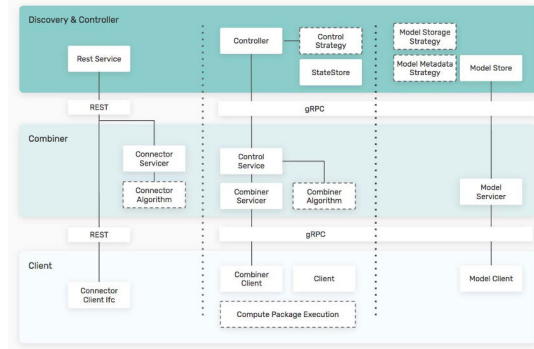 Discovery & Controller
Rest Service
Controller
Control
Strategy
StateStore
Model Storage
Strategy
Model Metadata
Strategy
Model Store
REST
gRPC
Combiner
Connector
Servicer
Connector
Algorithm
Control
Service
Combiner
Servicer
Combiner
Algorithm
Model
Servicer
REST
gRPC
Client
Connector
Client Ifc
Combiner
Client
Client
Model Client
Compute Package Execution